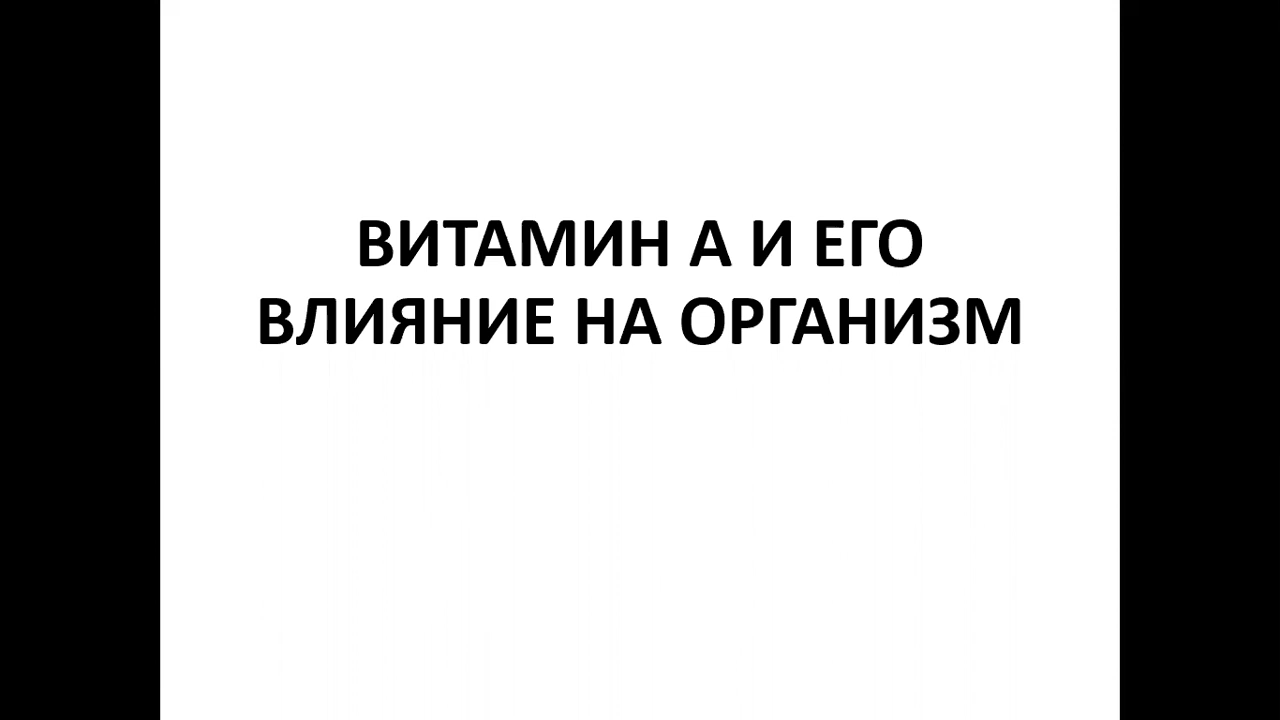 ВИТАМИН А И ЕГО
ВЛИЯНИЕ НА ОРГАНИЗМ